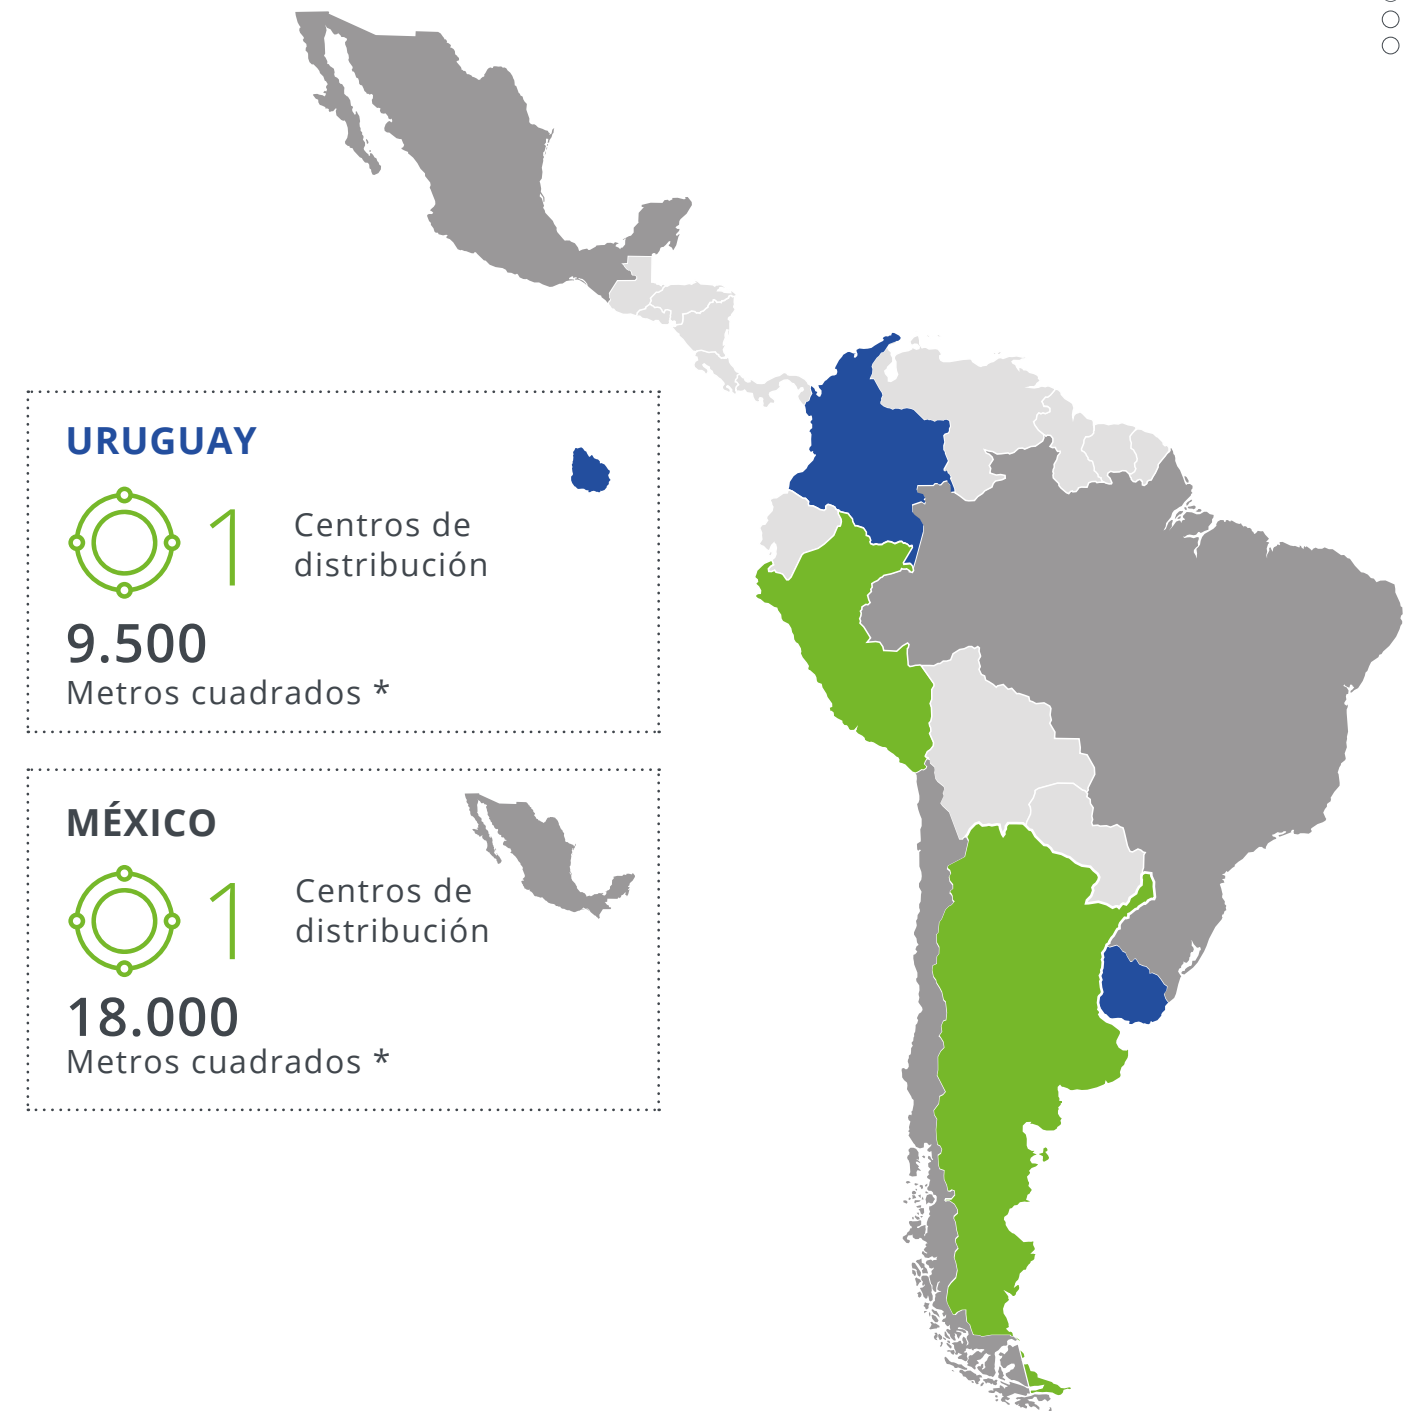 URUGUAY
1
Centros de
distribución
9.500
Metros cuadrados *
MÉXICO
1
Centros de
distribución
18.000
Metros cuadrados *